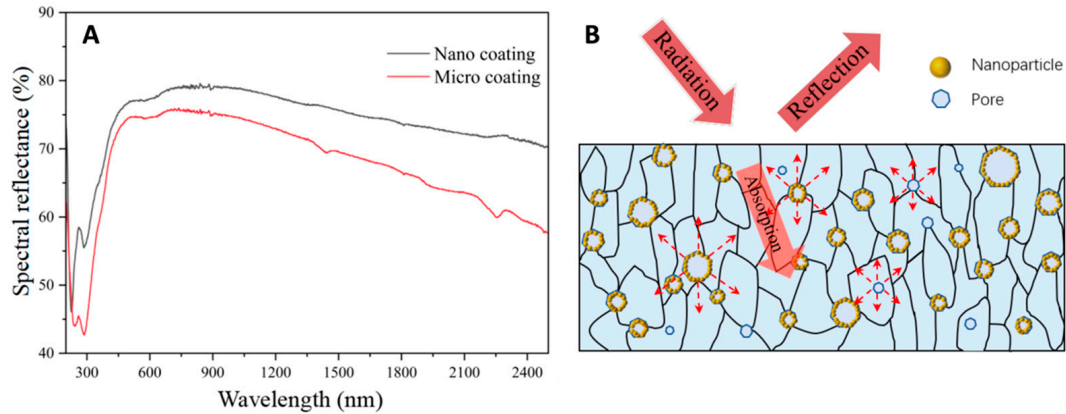 A
Nano coating
Micro coating
Spectral reflectance (%)
90
80
70
60
50
40
300
600
900
1200
1500
1800
2100
2400
Wavelength (nm)
B
Radiation
Reflection
Nanoparticle
Pore
Absorption